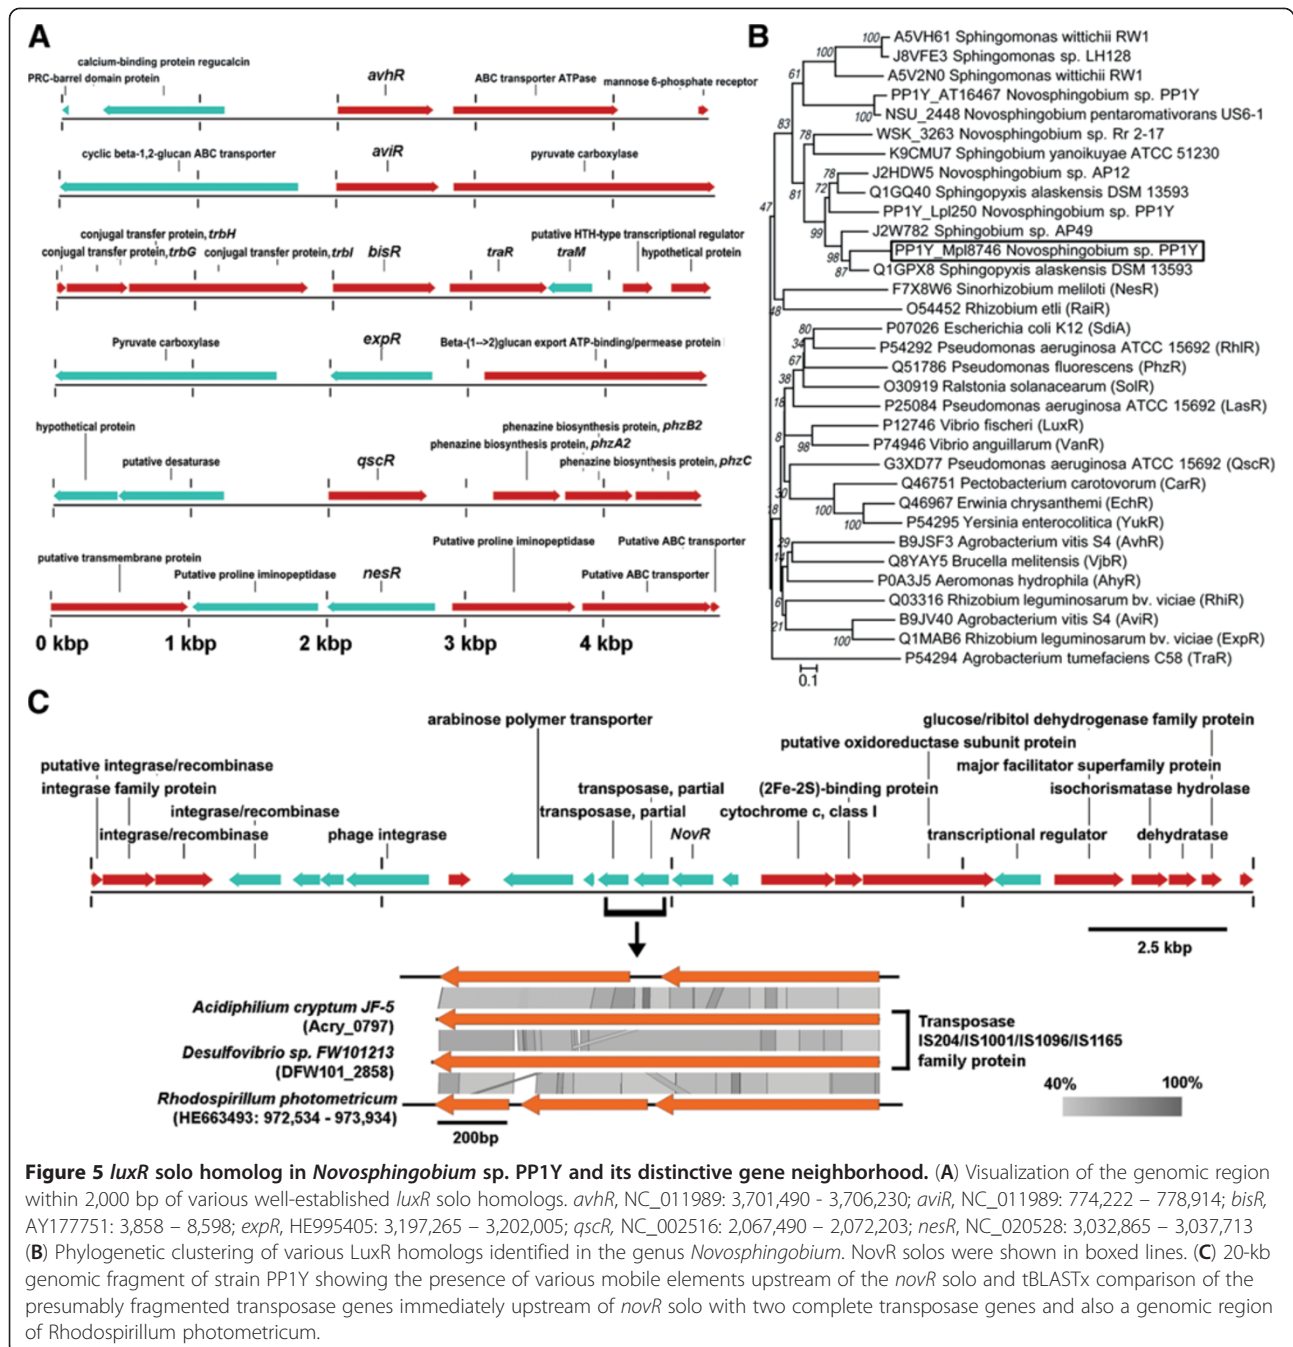 A
calcium-binding protein regucalcin
PRC-barrel domain protein
avhR
ABC transporter ATPase
mannose 6-phosphate receptor
cyclic beta-1,2-glucan ABC transporter
aviR
pyruvate carboxylase
conjugal transfer protein, trbH
conjugal transfer protein, trbG
conjugal transfer protein, trbI
bisR
traR
traM
putative HTH-type transcriptional regulator
hypothetical protein
Pyruvate carboxylase
expR
Beta-(1-->2)glucan export ATP-binding/permease protein
hypothetical protein
putative desaturase
qscR
phenazine biosynthesis protein, phzB2
phenazine biosynthesis protein, phzA2
phenazine biosynthesis protein, phzC
putative transmembrane protein
Putative proline iminopeptidase
nesR
Putative proline iminopeptidase
Putative ABC transporter
Putative ABC transporter
0 kbp 1 kbp 2 kbp 3 kbp 4 kbp
B
A5VH61 Sphingomonas wittichii RW1
J8VFE3 Sphingomonas sp. LH128
A5V2N0 Sphingomonas wittichii RW1
PP1Y_AT16467 Novosphingobium sp. PP1Y
NSU_2448 Novosphingobium pentaromativorans US6-1
WSK_3263 Novosphingobium sp. Rr 2-17
K9CMU7 Sphingobium yanoikuyae ATCC 51230
J2HDW5 Novosphingobium sp. AP12
Q1GQ40 Sphingopyxis alaskensis DSM 13593
PP1Y_Lpl250 Novosphingobium sp. PP1Y
J2W782 Sphingobium sp. AP49
PP1Y_Mpl8746 Novosphingobium sp. PP1Y
Q1GPX8 Sphingopyxis alaskensis DSM 13593
F7X8W6 Sinorhizobium meliloti (NesR)
O54452 Rhizobium etli (RaiR)
P07026 Escherichia coli K12 (SdiA)
P54292 Pseudomonas aeruginosa ATCC 15692 (RhlR)
Q51786 Pseudomonas fluorescens (PhzR)
O30919 Ralstonia solanacearum (SolR)
P25084 Pseudomonas aeruginosa ATCC 15692 (LasR)
P12746 Vibrio fischeri (LuxR)
P74946 Vibrio anguillarum (VanR)
G3XD77 Pseudomonas aeruginosa ATCC 15692 (QscR)
Q46751 Pectobacterium carotovorum (CarR)
Q46967 Erwinia chrysanthemi (EchR)
P54295 Yersinia enterocolitica (YukR)
B9JSF3 Agrobacterium vitis S4 (AvhR)
Q8YAY5 Brucella melitensis (VjbR)
P0A3J5 Aeromonas hydrophila (AhyR)
Q03316 Rhizobium leguminosarum bv. viciae (RhiR)
B9JV40 Agrobacterium vitis S4 (AviR)
Q1MAB6 Rhizobium leguminosarum bv. viciae (ExpR)
P54294 Agrobacterium tumefaciens C58 (TraR)
100
100
61
100
83
78
78
72
81
47
99
98
87
48
80
34
67
38
18
8
98
30
100
100
18
29
14
6
21
100
0.1
C
arabinose polymer transporter
glucose/ribitol dehydrogenase family protein
putative oxidoreductase subunit protein
putative integrase/recombinase
major facilitator superfamily protein
integrase family protein
transposase, partial
(2Fe-2S)-binding protein
isochorismatase hydrolase
integrase/recombinase
transposase, partial
cytochrome c, class I
integrase/recombinase
phage integrase
NovR
transcriptional regulator
dehydratase
2.5 kbp
Acidiphilium cryptum JF-5
(Acry_0797)
Desulfovibrio sp. FW101213
(DFW101_2858)
Rhodospirillum photometricum
(HE663493: 972,534 - 973,934)
Transposase
IS204/IS1001/IS1096/IS1165
family protein
40% 100%
200bp
Figure 5 luxR solo homolog in Novosphingobium sp. PP1Y and its distinctive gene neighborhood. (A) Visualization of the genomic region
within 2,000 bp of various well-established luxR solo homologs. avhR, NC_011989: 3,701,490 - 3,706,230; aviR, NC_011989: 774,222 – 778,914; bisR,
AY177751: 3,858 – 8,598; expR, HE995405: 3,197,265 – 3,202,005; qscR, NC_002516: 2,067,490 – 2,072,203; nesR, NC_020528: 3,032,865 – 3,037,713
(B) Phylogenetic clustering of various LuxR homologs identified in the genus Novosphingobium. NovR solos were shown in boxed lines. (C) 20-kb
genomic fragment of strain PP1Y showing the presence of various mobile elements upstream of the novR solo and tBLASTx comparison of the
presumably fragmented transposase genes immediately upstream of novR solo with two complete transposase genes and also a genomic region
of Rhodospirillum photometricum.